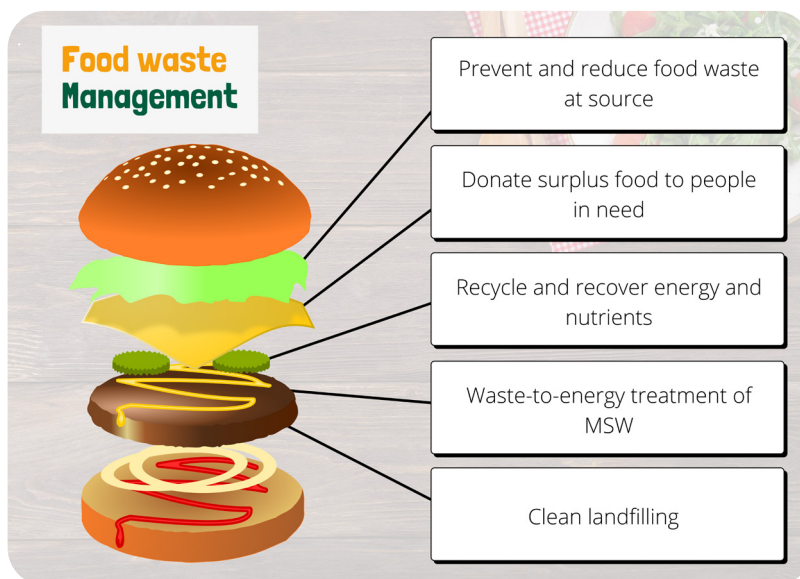 Food waste
Management
Prevent and reduce food waste
at source
Donate surplus food to people
in need
Recycle and recover energy and
nutrients
Waste-to-energy treatment of
MSW
Clean landfilling